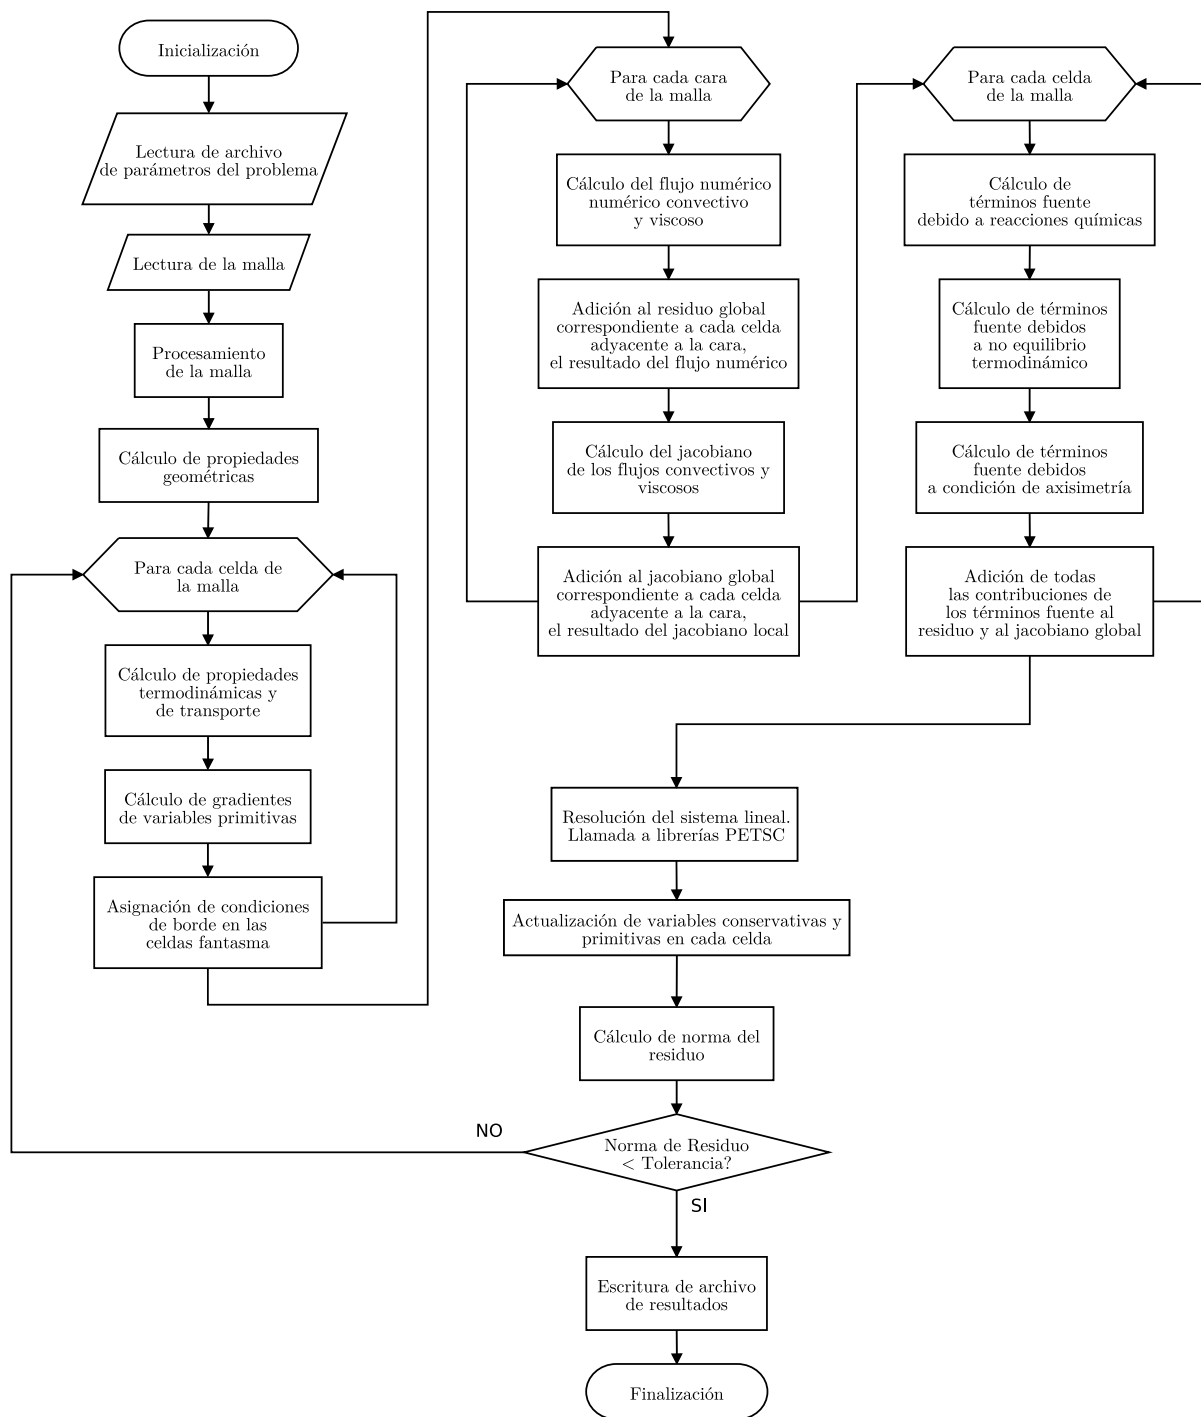 Inicialización
Lectura de archivo
de parámetros del problema
Lectura de la malla
Procesamiento
de la malla
Cálculo de propiedades
geométricas
Para cada celda de
la malla
Cálculo de propiedades
termodinámicas y
de transporte
Cálculo de gradientes
de variables primitivas
Asignación de condiciones
de borde en las
celdas fantasma
Para cada cara
de la malla
Cálculo del flujo numérico
numérico convectivo
y viscoso
Adición al residuo global
correspondiente a cada celda
adyacente a la cara,
el resultado del flujo numérico
Cálculo del jacobiano
de los flujos convectivos y
viscosos
Adición al jacobiano global
correspondiente a cada celda
adyacente a la cara,
el resultado del jacobiano local
Para cada celda
de la malla
Cálculo de
términos fuente
debido a reacciones químicas
Cálculo de términos
fuente debidos
a no equilibrio
termodinámico
Cálculo de términos
fuente debidos
a condición de axisimetría
Adición de todas
las contribuciones de
los términos fuente al
residuo y al jacobiano global
Resolución del sistema lineal.
Llamada a librerías PETSC
Actualización de variables conservativas y
primitivas en cada celda
Cálculo de norma del
residuo
Norma de Residuo
< Tolerancia?
NO
SI
Escritura de archivo
de resultados
Finalización